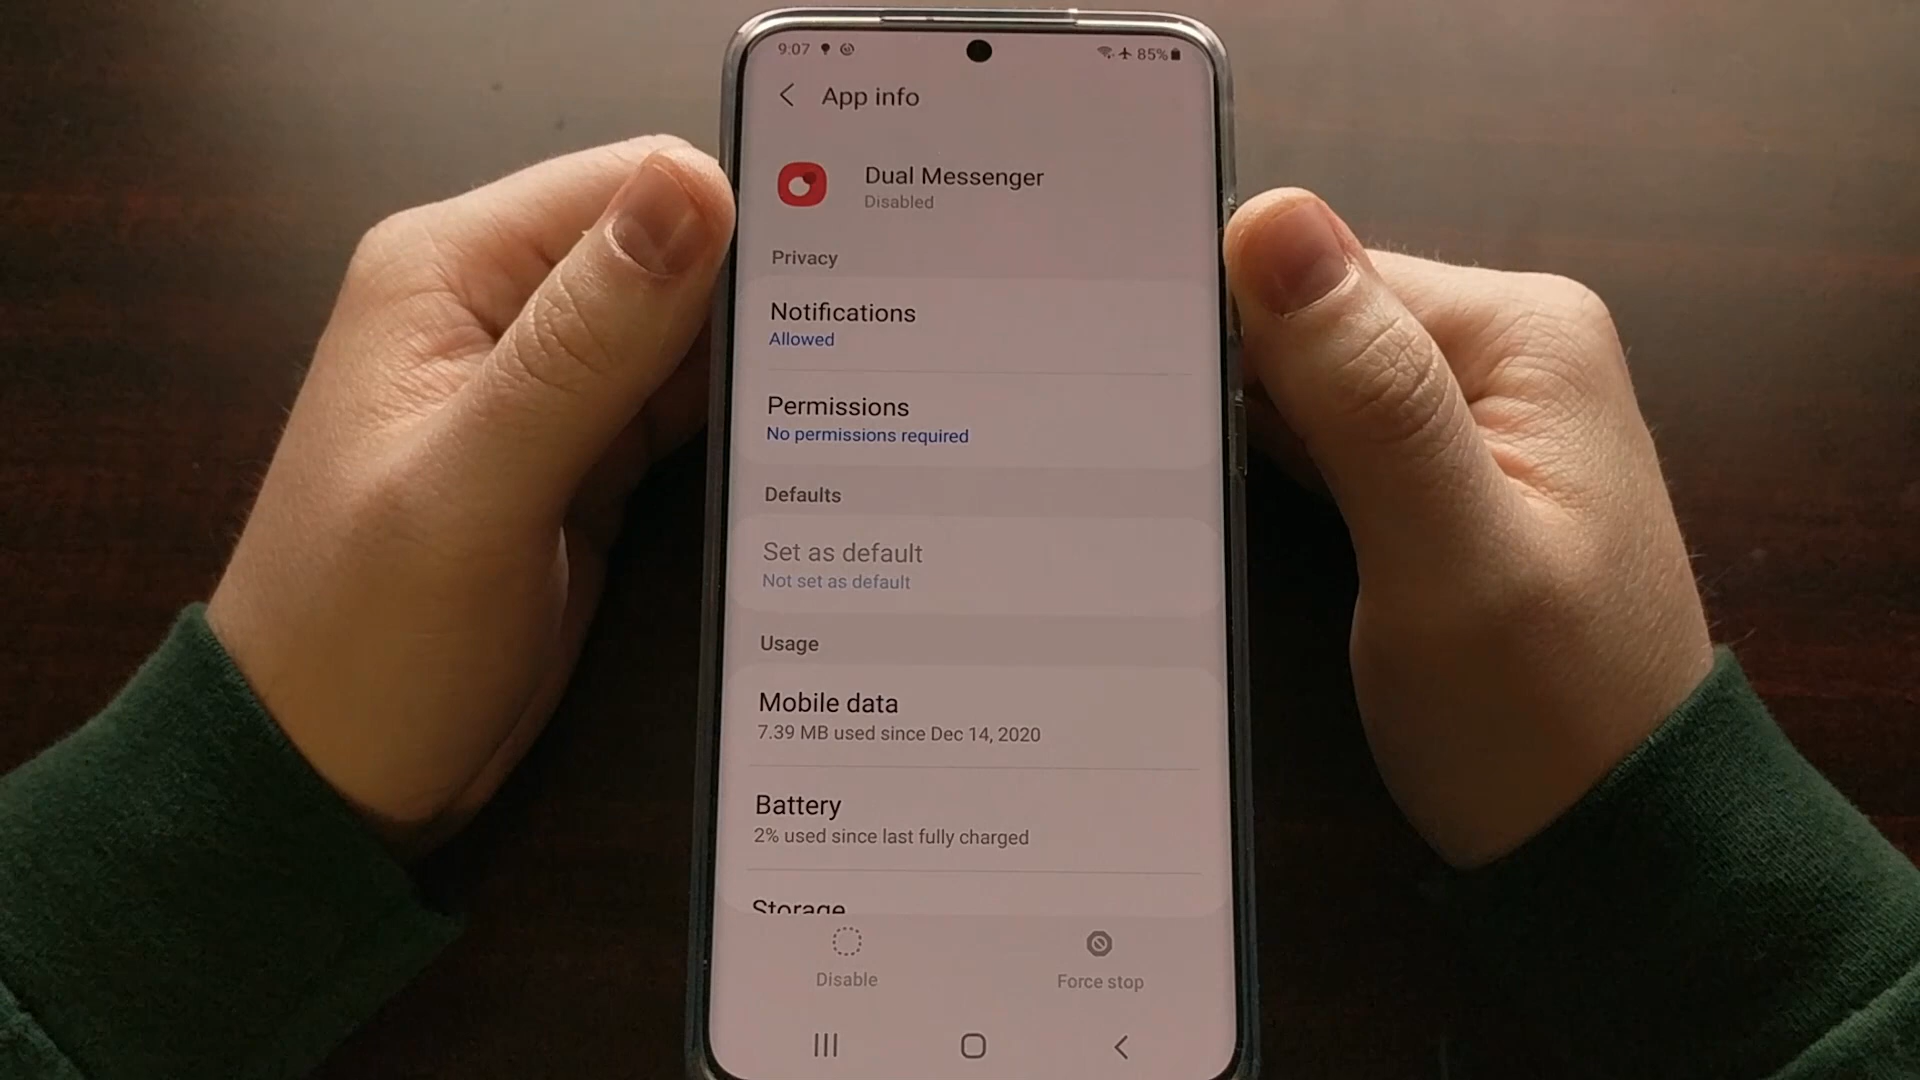 9:07
85%
App info
Dual Messenger
Disabled
Privacy
Notifications
Allowed
Permissions
No permissions required
Defaults
Set as default
Not set as default
Usage
Mobile data
7.39 MB used since Dec 14, 2020
Battery
2% used since last fully charged
Storage
Disable
Force stop